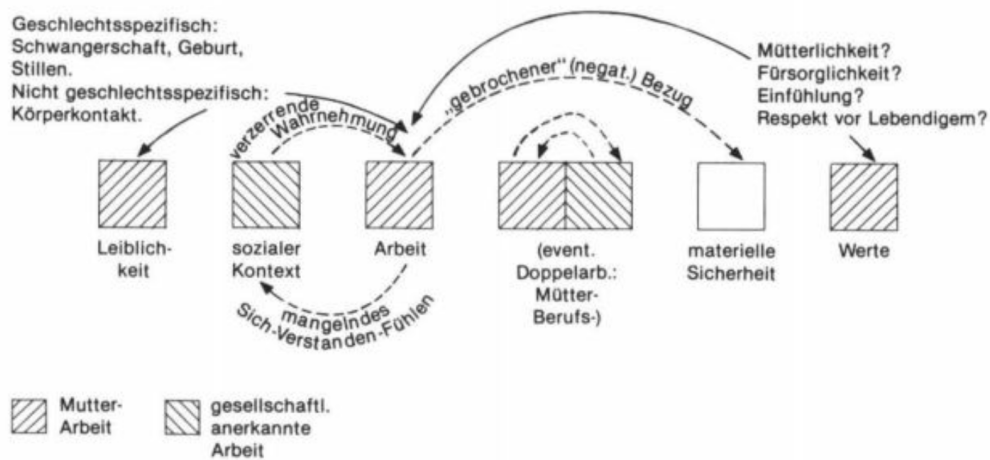 Geschlechtsspezifisch:
Schwangerschaft, Geburt,
Stillen.
Nicht geschlechtsspezifisch:
Körperkontakt.
verzerrende
Wahrnehmung
„gebrochener“ (negat.) Bezug
Mütterlichkeit?
Fürsorglichkeit?
Einfühlung?
Respekt vor Lebendigem?
Leiblich-
keit
sozialer
Kontext
Arbeit
(event.
Doppelarb.:
Mütter-
Berufs-)
materielle
Sicherheit
Werte
mangelndes
Sich-Verstanden-Fühlen
Mutter-
Arbeit
gesellschaftl.
anerkannte
Arbeit